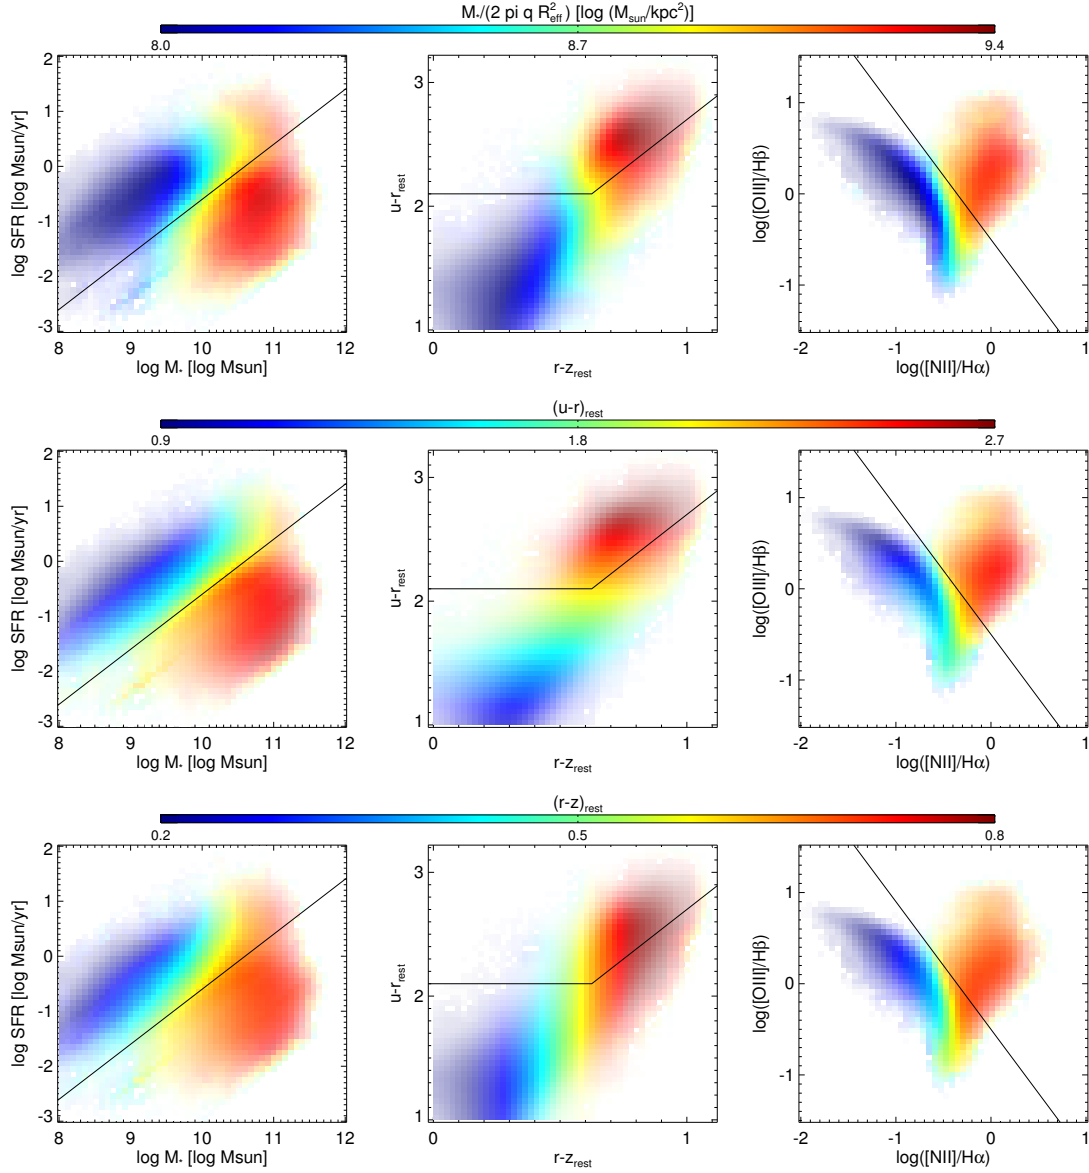 M*/(2 pi q R²eff) [log (Msun/kpc²)]
8.0 8.7 9.4
2
1
0
-1
-2
-3
log SFR [log Msun/yr)]
8 9 10 11 12
log M* [log Msun]
3
2
1
u-rrest
0 1
r-zrest
1
0
-1
log([OIII]/Hβ)
-2 -1 0 1
log([NII]/Hα)
(u-r)rest
0.9 1.8 2.7
2
1
0
-1
-2
-3
log SFR [log Msun/yr)]
8 9 10 11 12
log M* [log Msun]
3
2
1
u-rrest
0 1
r-zrest
1
0
-1
log([OIII]/Hβ)
-2 -1 0 1
log([NII]/Hα)
(r-z)rest
0.2 0.5 0.8
2
1
0
-1
-2
-3
log SFR [log Msun/yr)]
8 9 10 11 12
log M* [log Msun]
3
2
1
u-rrest
0 1
r-zrest
1
0
-1
log([OIII]/Hβ)
-2 -1 0 1
log([NII]/Hα)